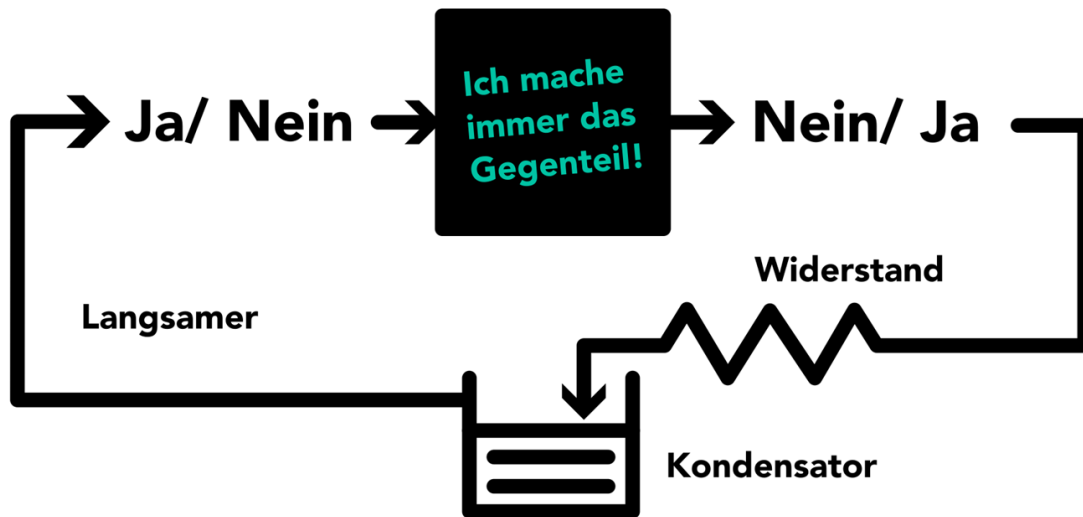 Ja/ Nein
Ich mache
immer das
Gegenteil!
Nein/ Ja
Widerstand
Langsamer
Kondensator